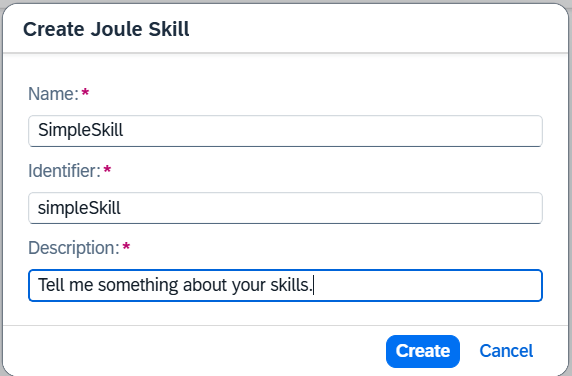 Create Joule Skill
Name:*
SimpleSkill
Identifier:*
simpleSkill
Description:*
Tell me something about your skills.
Create Cancel